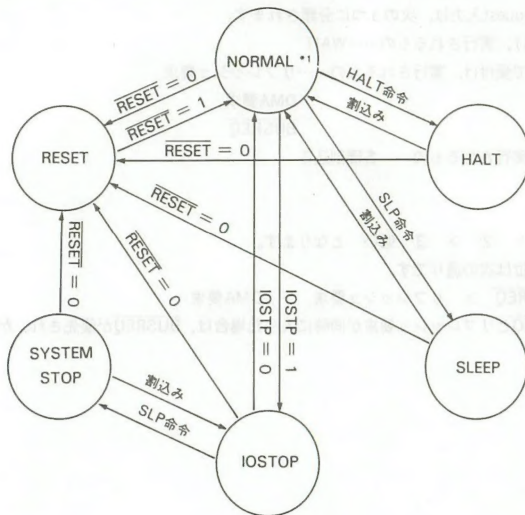 NORMAL *1
RESET = 0
RESET = 1
HALT命令
割込み
RESET
RESET = 0
HALT
SLP命令
割込み
RESET = 0
RESET = 0
RESET = 0
IOSTP = 0
IOSTP = 1
SYSTEM
STOP
割込み
SLP命令
SLEEP
IOSTOP